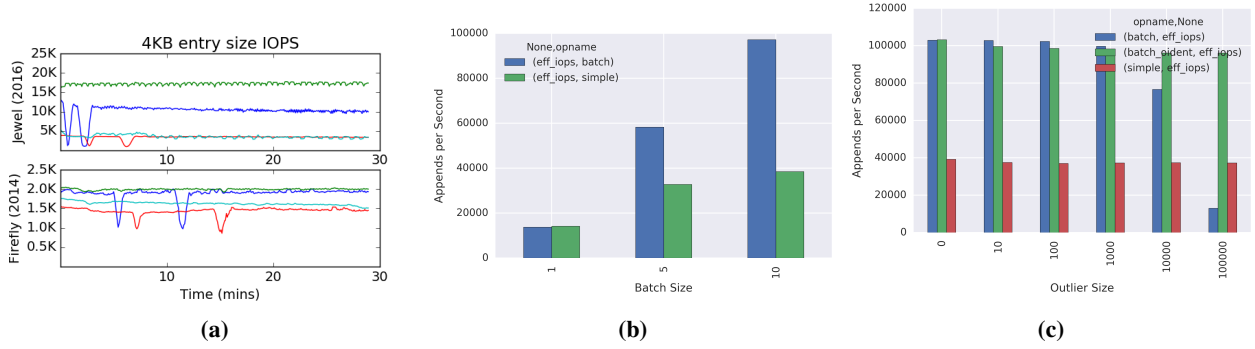 4KB entry size IOPS
Jewel (2016)
25K
20K
15K
10K
5K
10
20
30
Firefly (2014)
2.5K
2.0K
1.5K
1.0K
0.5K
10
20
30
Time (mins)
(a)
Appends per Second
100000
80000
60000
40000
20000
0
None,opname
(eff_iops, batch)
(eff_iops, simple)
1
5
10
Batch Size
(b)
Appends per Second
120000
100000
80000
60000
40000
20000
0
opname,None
(batch, eff_iops)
(batch_oident, eff_iops)
(simple, eff_iops)
0
10
100
1000
10000
100000
Outlier Size
(c)